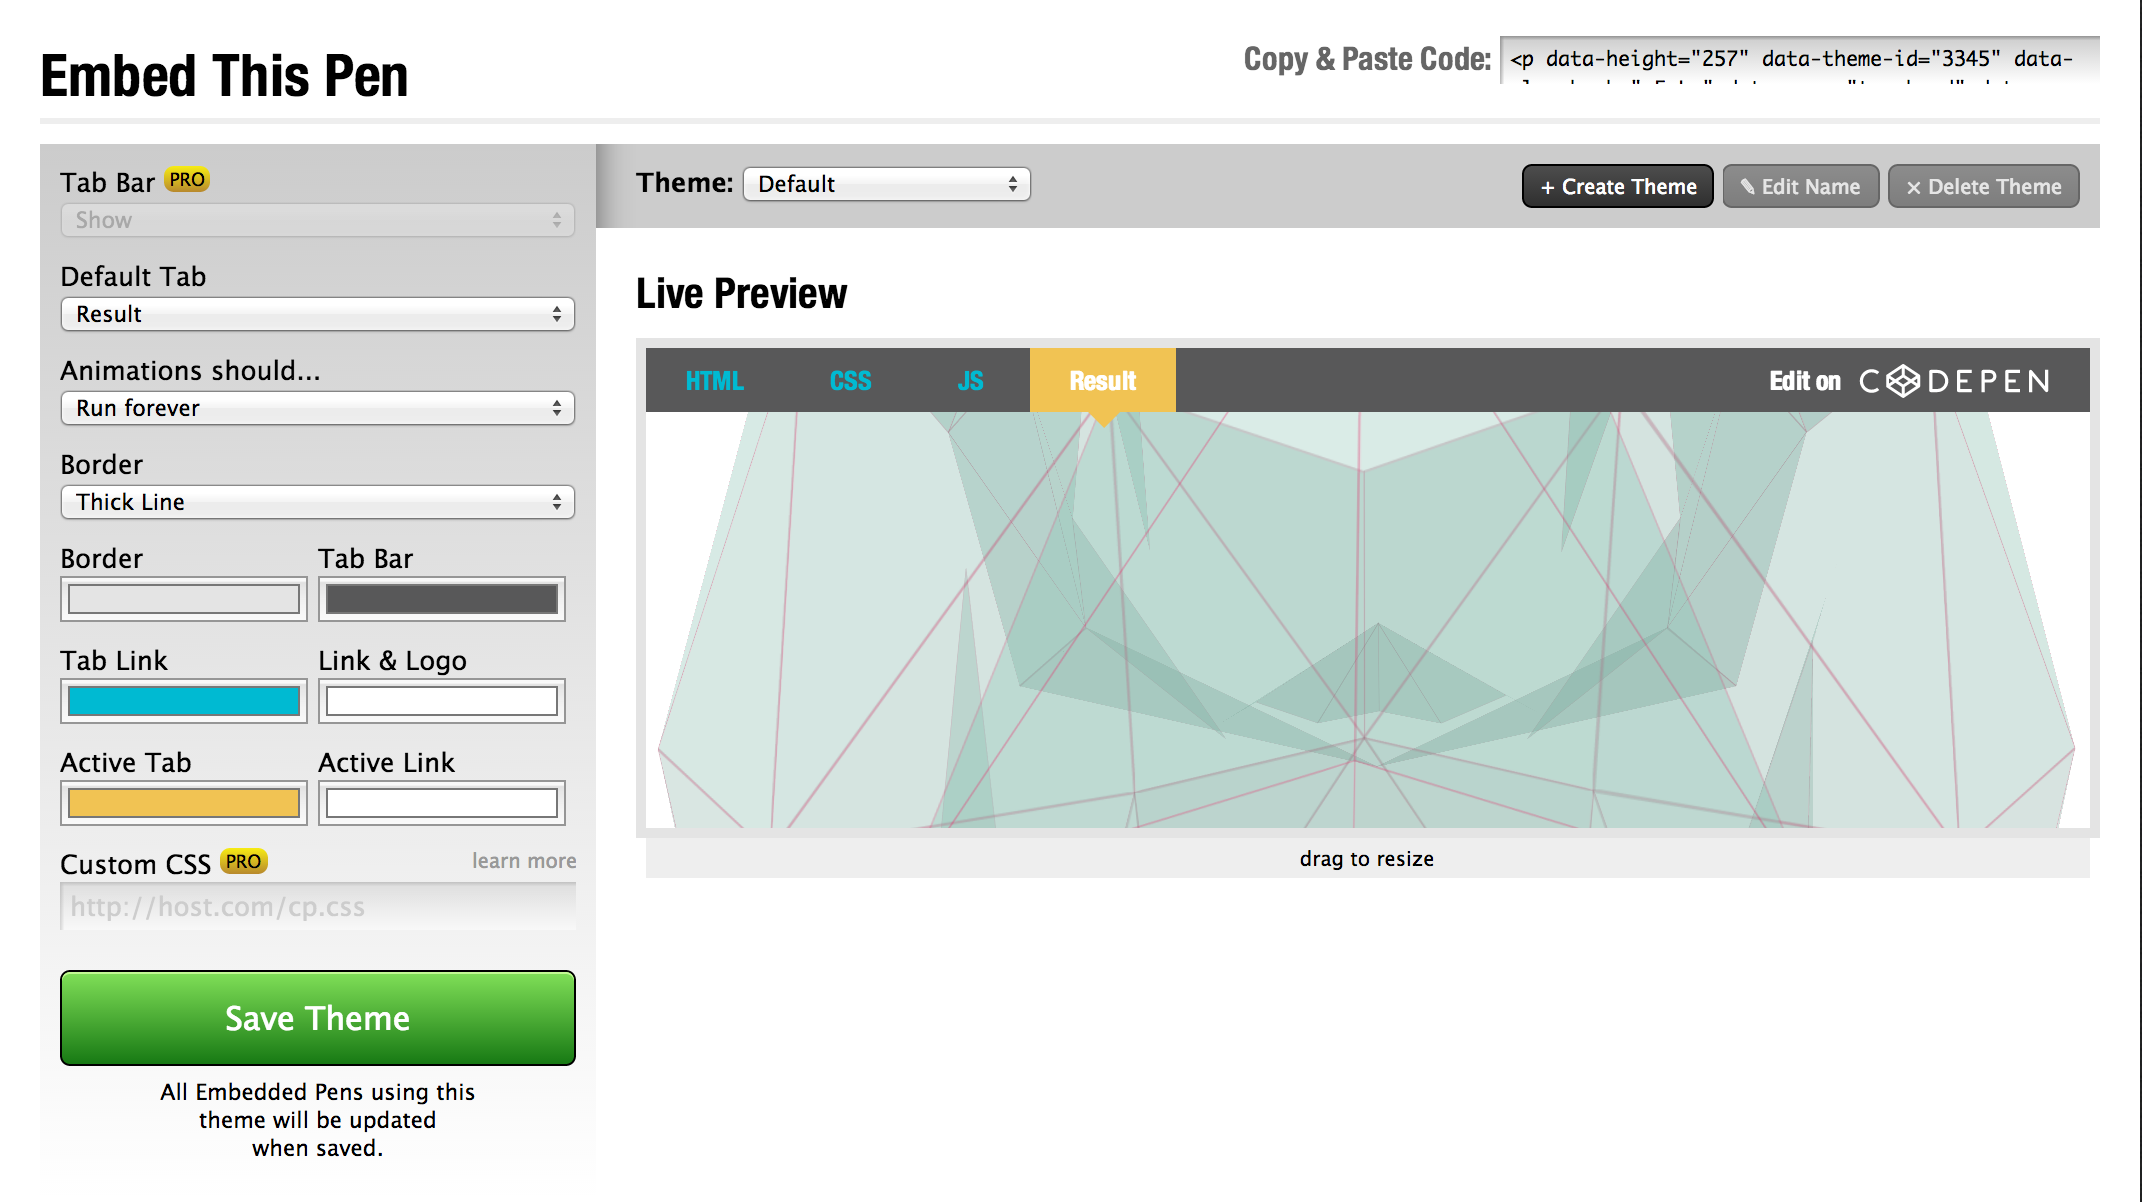 Embed This Pen
Copy & Paste Code:
<p data-height="257" data-theme-id="3345" data-
Tab Bar PRO
Show
Default Tab
Result
Animations should...
Run forever
Border
Thick Line
Border Tab Bar
Tab Link Link & Logo
Active Tab Active Link
Custom CSS PRO learn more
http://host.com/cp.css
Save Theme
All Embedded Pens using this
theme will be updated
when saved.
Theme: Default
+ Create Theme
✎ Edit Name
× Delete Theme
Live Preview
HTML CSS JS Result Edit on CODEPEN
drag to resize